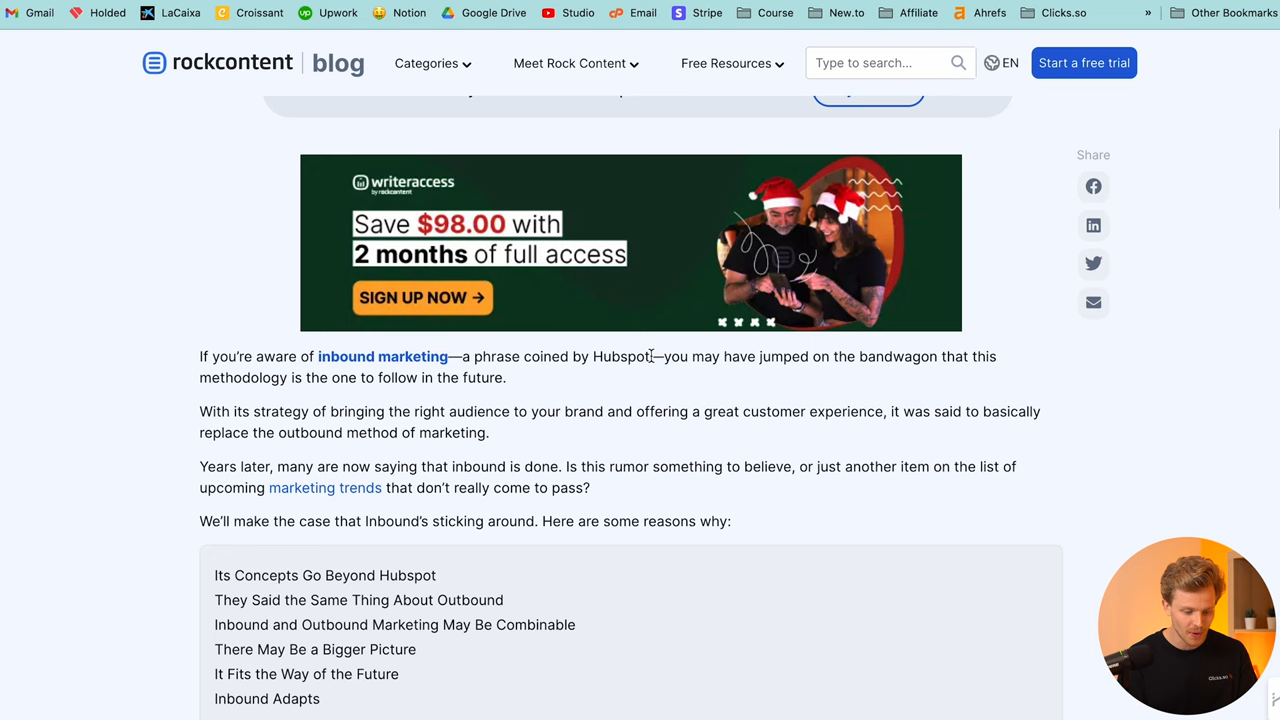 Gmail Holded LaCaixa Croissant Upwork Notion Google Drive Studio Email Stripe Course New.to Affiliate Ahrefs Clicks.so » Other Bookmarks
rockcontent blog Categories Meet Rock Content Free Resources Type to search... EN Start a free trial
Share
writeraccess
by rockcontent
Save $98.00 with
2 months of full access
SIGN UP NOW →
If you're aware of inbound marketing—a phrase coined by Hubspot—you may have jumped on the bandwagon that this
methodology is the one to follow in the future.
With its strategy of bringing the right audience to your brand and offering a great customer experience, it was said to basically
replace the outbound method of marketing.
Years later, many are now saying that inbound is done. Is this rumor something to believe, or just another item on the list of
upcoming marketing trends that don't really come to pass?
We'll make the case that Inbound's sticking around. Here are some reasons why:
Its Concepts Go Beyond Hubspot
They Said the Same Thing About Outbound
Inbound and Outbound Marketing May Be Combinable
There May Be a Bigger Picture
It Fits the Way of the Future
Inbound Adapts
Clicks.so